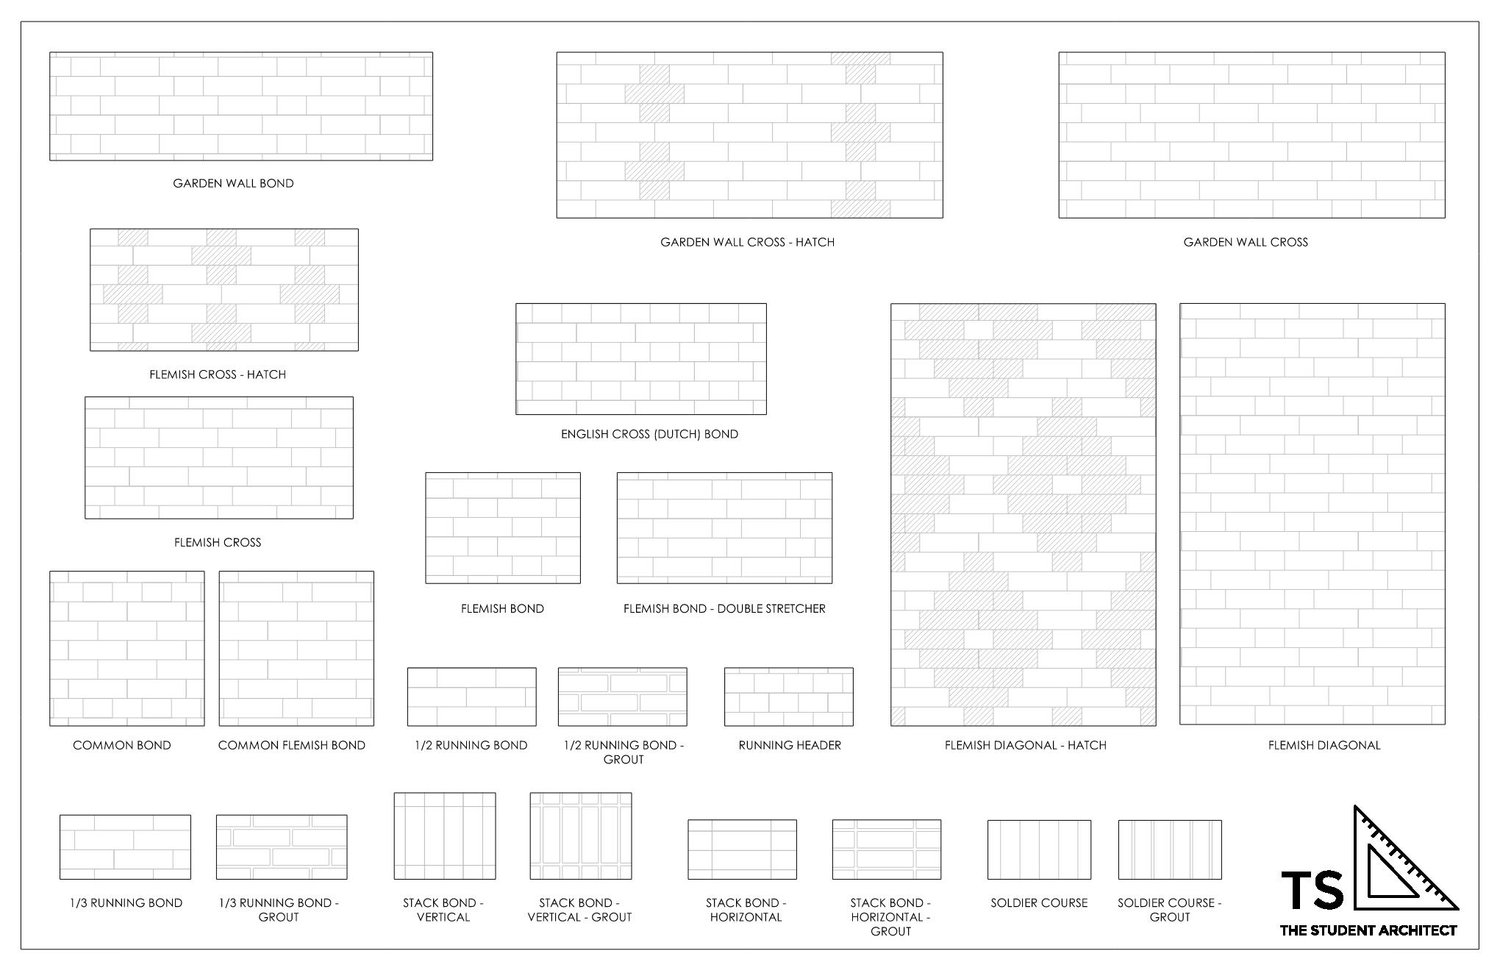 GARDEN WALL BOND
GARDEN WALL CROSS - HATCH
GARDEN WALL CROSS
FLEMISH CROSS - HATCH
ENGLISH CROSS (DUTCH) BOND
FLEMISH CROSS
FLEMISH BOND
FLEMISH BOND - DOUBLE STRETCHER
COMMON BOND
COMMON FLEMISH BOND
1/2 RUNNING BOND
1/2 RUNNING BOND -
GROUT
RUNNING HEADER
FLEMISH DIAGONAL - HATCH
FLEMISH DIAGONAL
1/3 RUNNING BOND
1/3 RUNNING BOND -
GROUT
STACK BOND -
VERTICAL
STACK BOND -
VERTICAL - GROUT
STACK BOND -
HORIZONTAL
STACK BOND -
HORIZONTAL -
GROUT
SOLDIER COURSE
SOLDIER COURSE -
GROUT
TS
THE STUDENT ARCHITECT